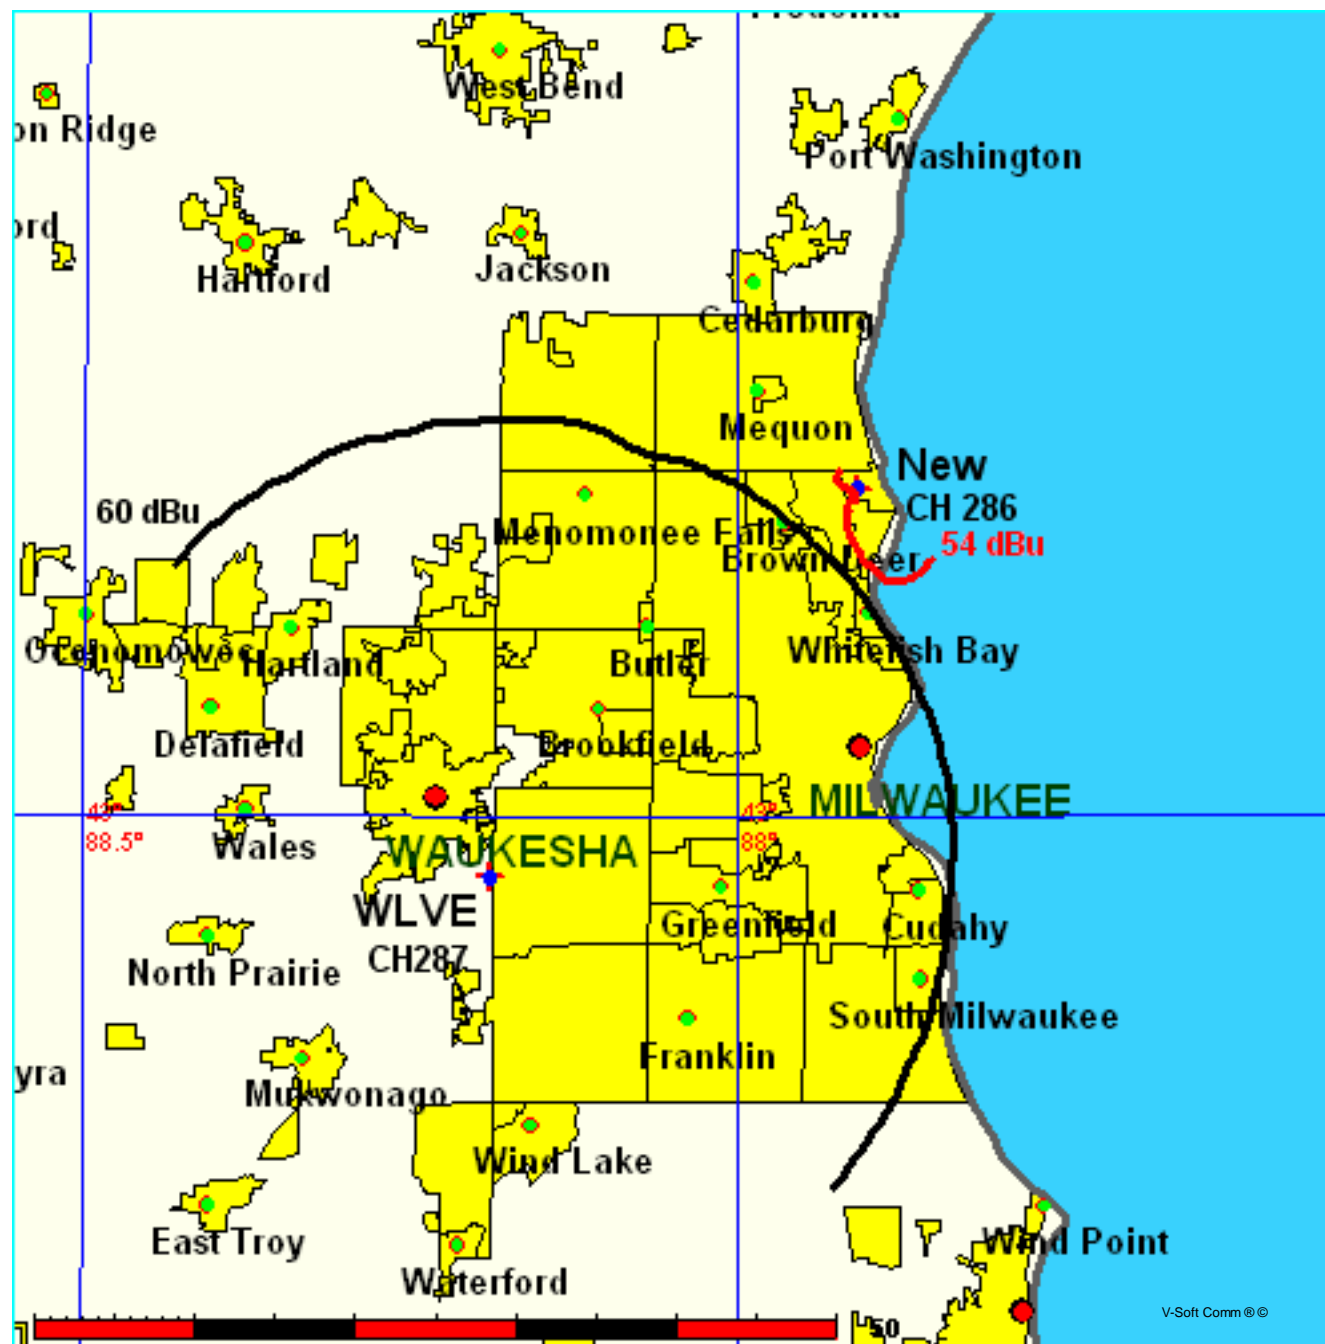 West Bend
on Ridge
Port Washington
ord
Hartford
Jackson
Cedarburg
Mequon
New
60 dBu
CH 286
Menomonee Falls
54 dBu
Brown Deer
Oconomowoc
Hartland
Butler
Whitefish Bay
Delafield
Brookfield
MILWAUKEE
43°
88.5°
43°
88°
Wales
WAUKESHA
WLVE
Greenfield
Cudahy
CH287
North Prairie
South Milwaukee
Franklin
yra
Mukwonago
Wind Lake
East Troy
Wind Point
Waterford
V-Soft Comm ® ©
50